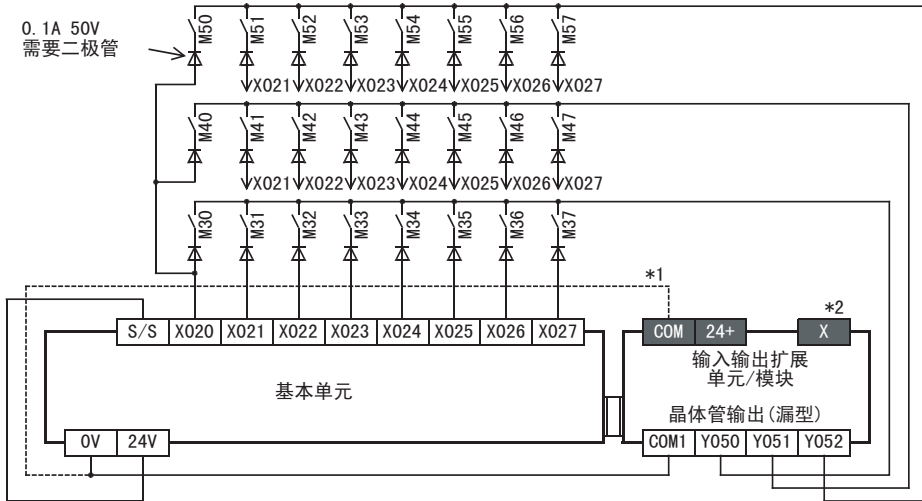 0.1A 50V
需要二极管
M50 M51 M52 M53 M54 M55 M56 M57
X021 X022 X023 X024 X025 X026 X027
M40 M41 M42 M43 M44 M45 M46 M47
X021 X022 X023 X024 X025 X026 X027
M30 M31 M32 M33 M34 M35 M36 M37
*1
*2
S/S X020 X021 X022 X023 X024 X025 X026 X027
COM 24+ X
基本单元
输入输出扩展
单元/模块
晶体管输出(漏型)
0V 24V
COM1 Y050 Y051 Y052